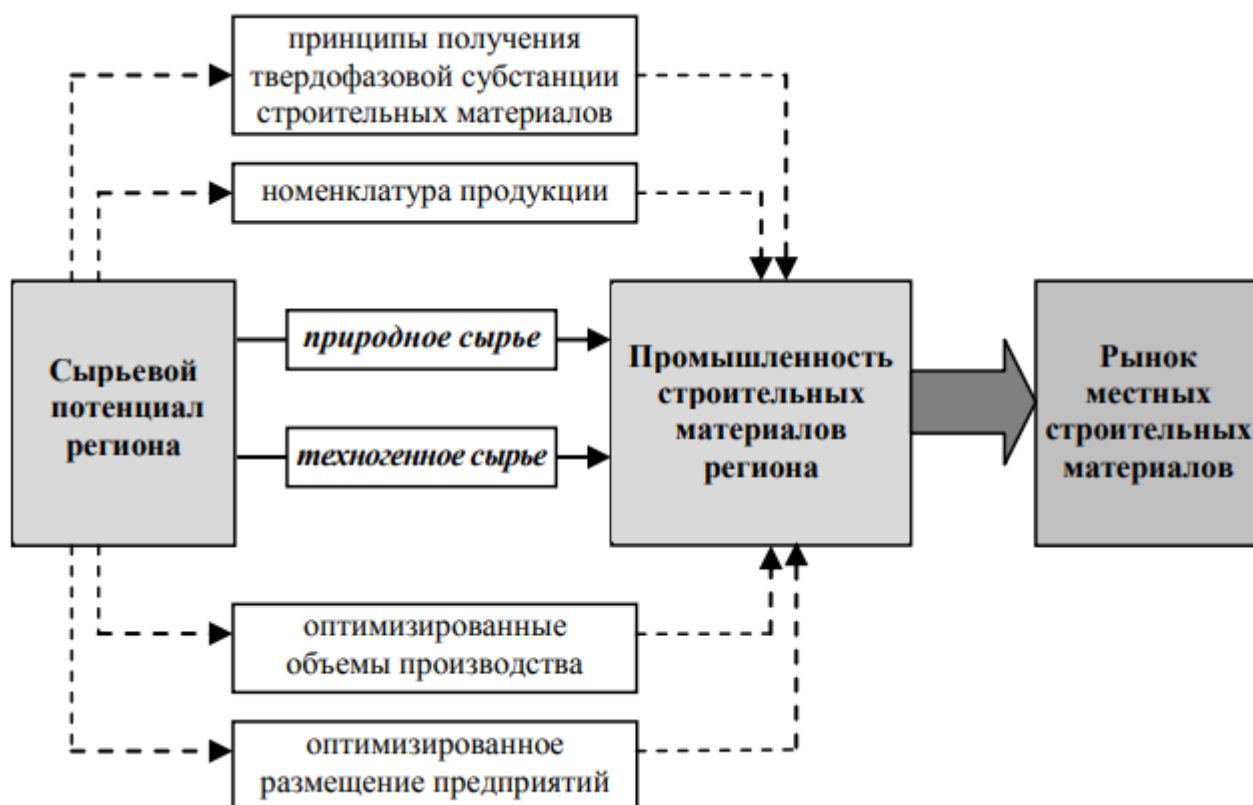 принципы получения
твердофазовой субстанции
строительных материалов
номенклатура продукции
Сырьевой
потенциал
региона
природное сырье
техногенное сырье
Промышленность
строительных
материалов
региона
Рынок
местных
строительных
материалов
оптимизированные
объемы производства
оптимизированное
размещение предприятий